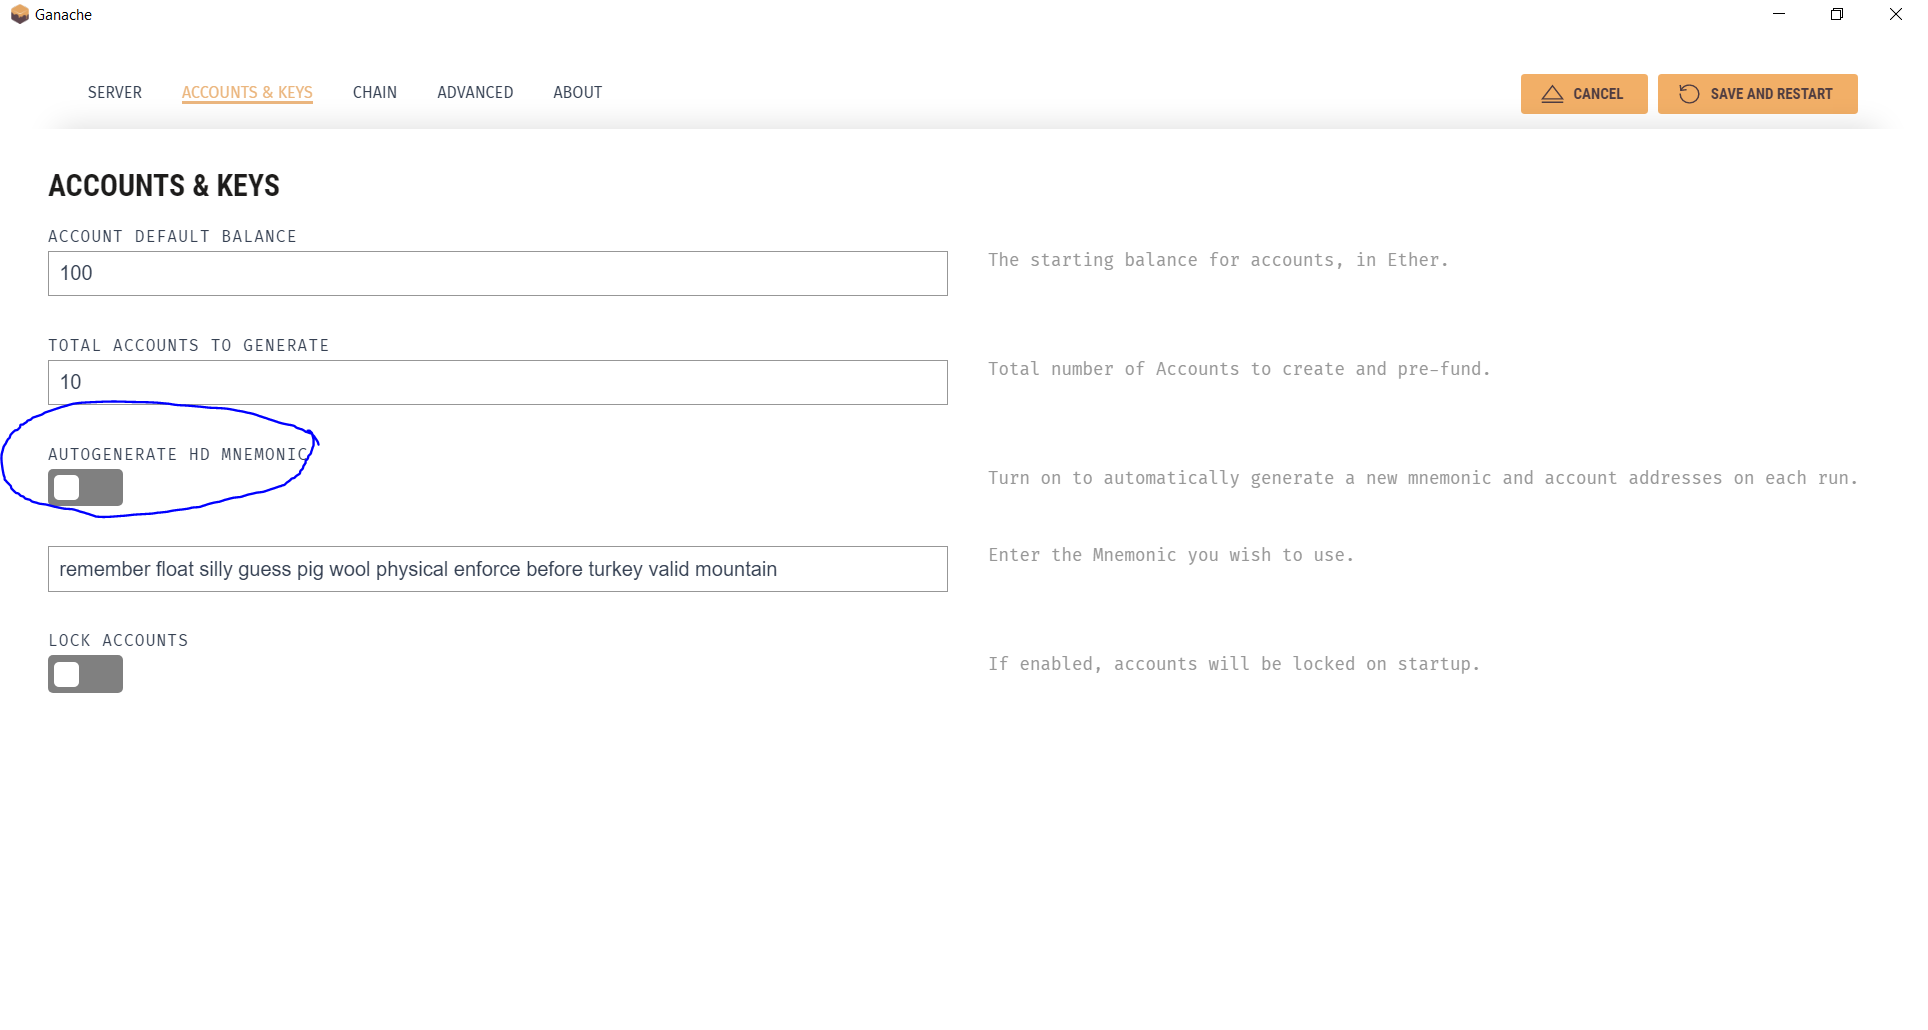 Ganache
SERVER ACCOUNTS & KEYS CHAIN ADVANCED ABOUT CANCEL SAVE AND RESTART
ACCOUNTS & KEYS
ACCOUNT DEFAULT BALANCE
100
The starting balance for accounts, in Ether.
TOTAL ACCOUNTS TO GENERATE
10
Total number of Accounts to create and pre-fund.
AUTOGENERATE HD MNEMONIC
Turn on to automatically generate a new mnemonic and account addresses on each run.
remember float silly guess pig wool physical enforce before turkey valid mountain
Enter the Mnemonic you wish to use.
LOCK ACCOUNTS
If enabled, accounts will be locked on startup.